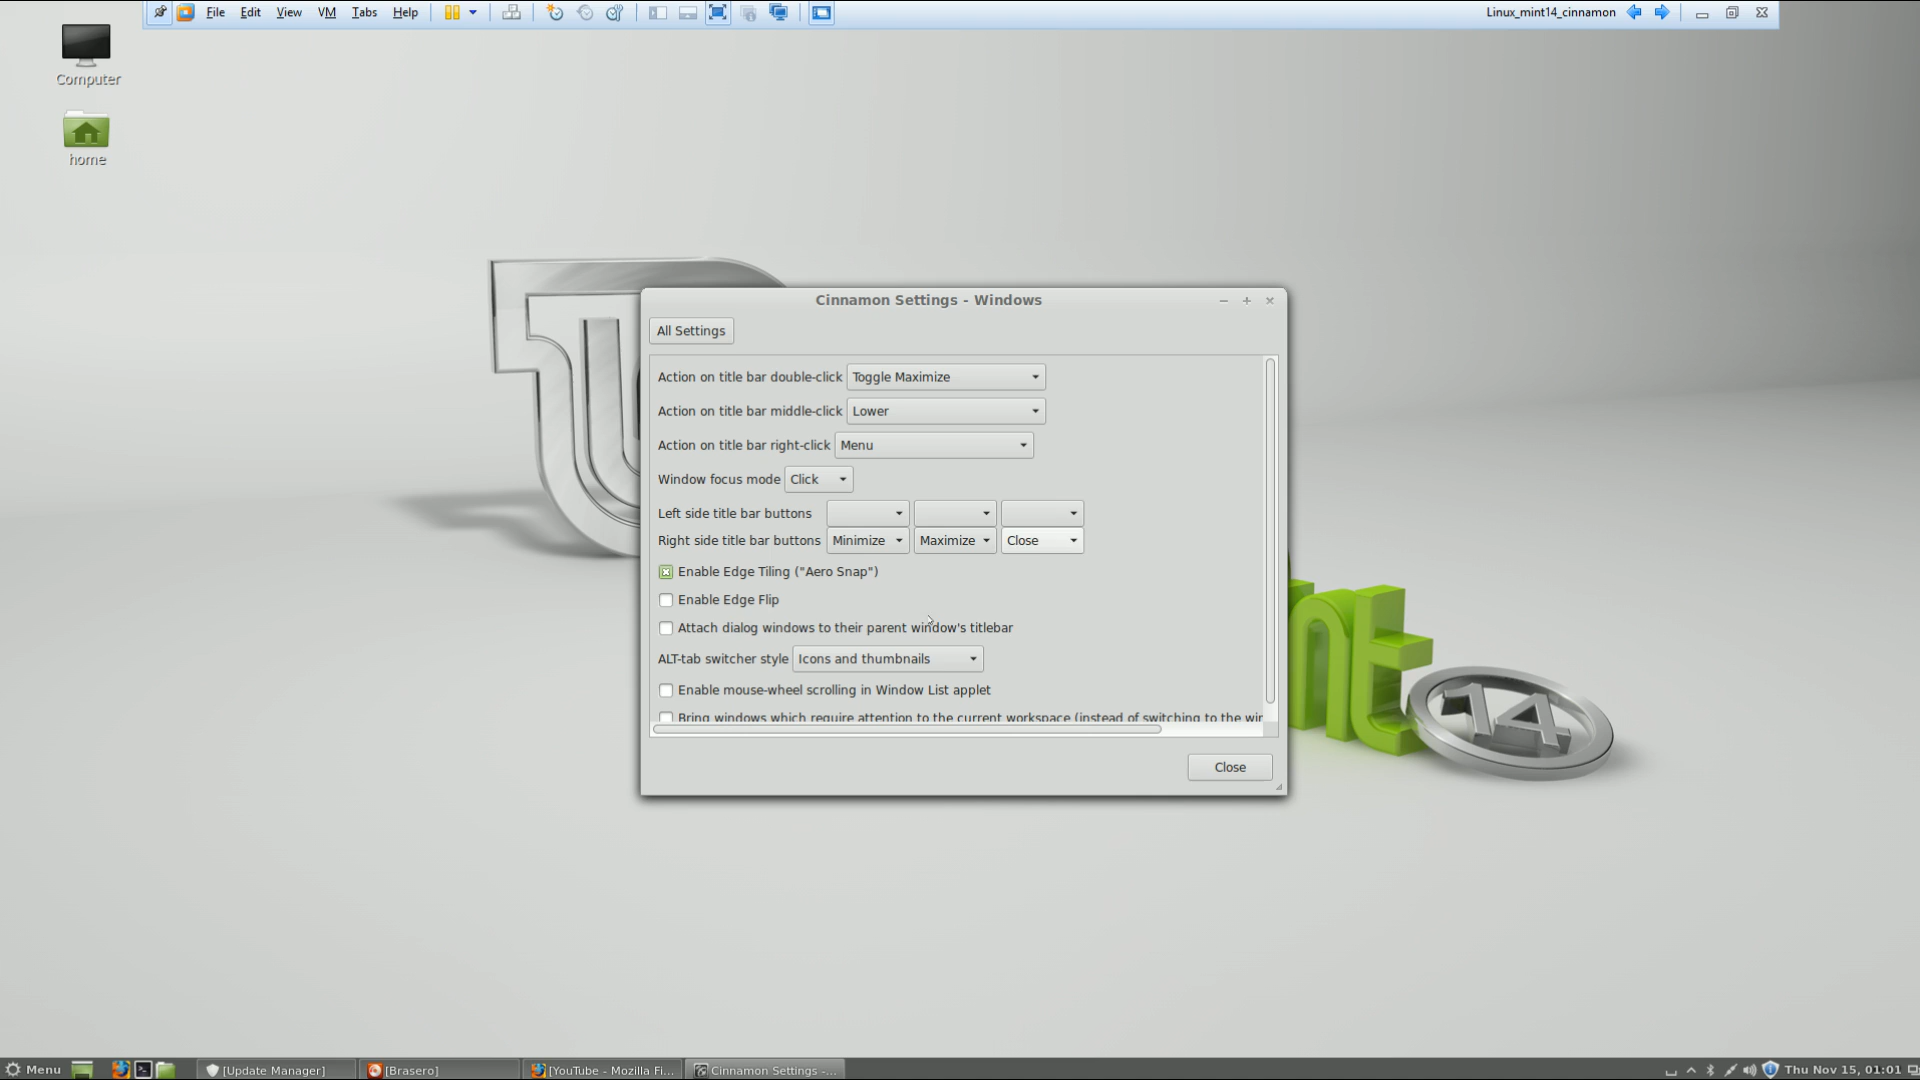 File Edit View VM Tabs Help
Linux_mint14_cinnamon
Computer
home
Cinnamon Settings - Windows
All Settings
Action on title bar double-click Toggle Maximize
Action on title bar middle-click Lower
Action on title bar right-click Menu
Window focus mode Click
Left side title bar buttons
Right side title bar buttons Minimize Maximize Close
Enable Edge Tiling ("Aero Snap")
Enable Edge Flip
Attach dialog windows to their parent window's titlebar
ALT-tab switcher style Icons and thumbnails
Enable mouse-wheel scrolling in Window List applet
Bring windows which require attention to the current workspace (instead of switching to the
Close
nt
14
Menu [Update Manager] [Brasero] [YouTube - Mozilla Fi... Cinnamon Settings -... Thu Nov 15, 01:01